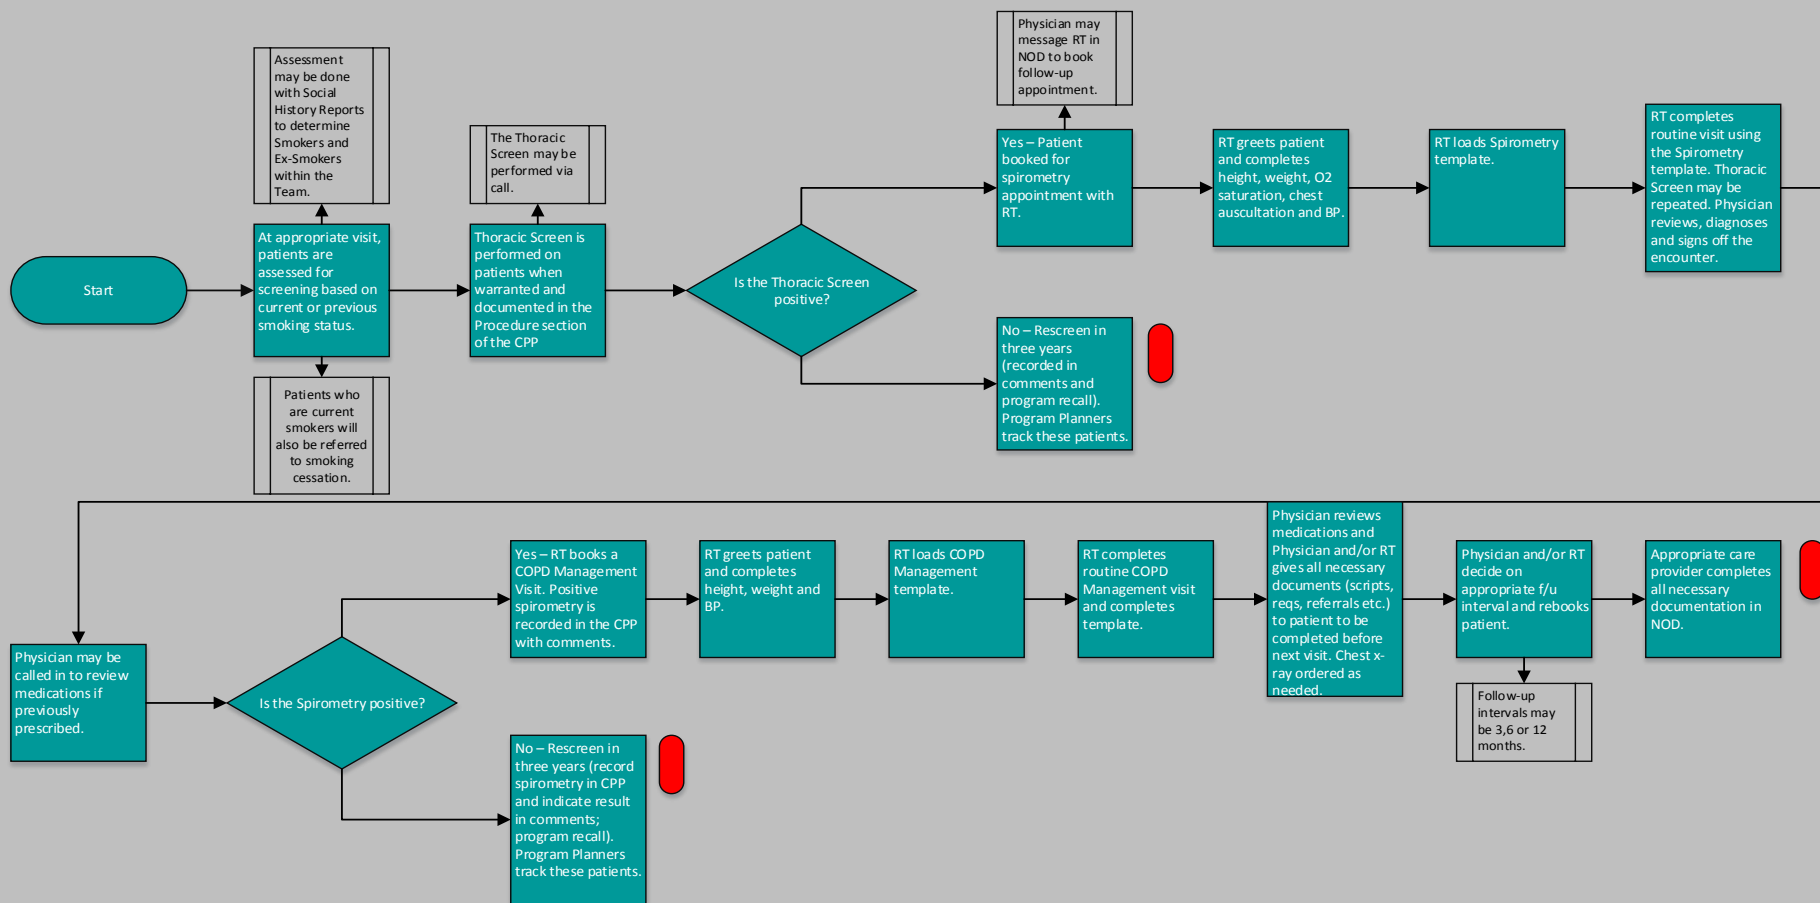 Start
Assessment
may be done
with Social
History Reports
to determine
Smokers and
Ex-Smokers
within the
Team.
At appropriate visit,
patients are
assessed for
screening based on
current or previous
smoking status.
Patients who
are current
smokers will
also be referred
to smoking
cessation.
The Thoracic
Screen may be
performed via
call.
Thoracic Screen is
performed on
patients when
warranted and
documented in the
Procedure section
of the CPP
Is the Thoracic Screen
positive?
Physician may
message RT in
NOD to book
follow-up
appointment.
Yes – Patient
booked for
spirometry
appointment with
RT.
No – Rescreen in
three years
(recorded in
comments and
program recall).
Program Planners
track these patients.
RT greets patient
and completes
height, weight, O2
saturation, chest
auscultation and BP.
RT loads Spirometry
template.
RT completes
routine visit using
the Spirometry
template. Thoracic
Screen may be
repeated. Physician
reviews, diagnoses
and signs off the
encounter.
Physician may be
called in to review
medications if
previously
prescribed.
Is the Spirometry positive?
Yes – RT books a
COPD Management
Visit. Positive
spirometry is
recorded in the CPP
with comments.
No – Rescreen in
three years (record
spirometry in CPP
and indicate result
in comments;
program recall).
Program Planners
track these patients.
RT greets patient
and completes
height, weight and
BP.
RT loads COPD
Management
template.
RT completes
routine COPD
Management visit
and completes
template.
Physician reviews
medications and
Physician and/or RT
gives all necessary
documents (scripts,
reqs, referrals etc.)
to patient to be
completed before
next visit. Chest x-
ray ordered as
needed.
Physician and/or RT
decide on
appropriate f/u
interval and rebooks
patient.
Follow-up
intervals may
be 3,6 or 12
months.
Appropriate care
provider completes
all necessary
documentation in
NOD.